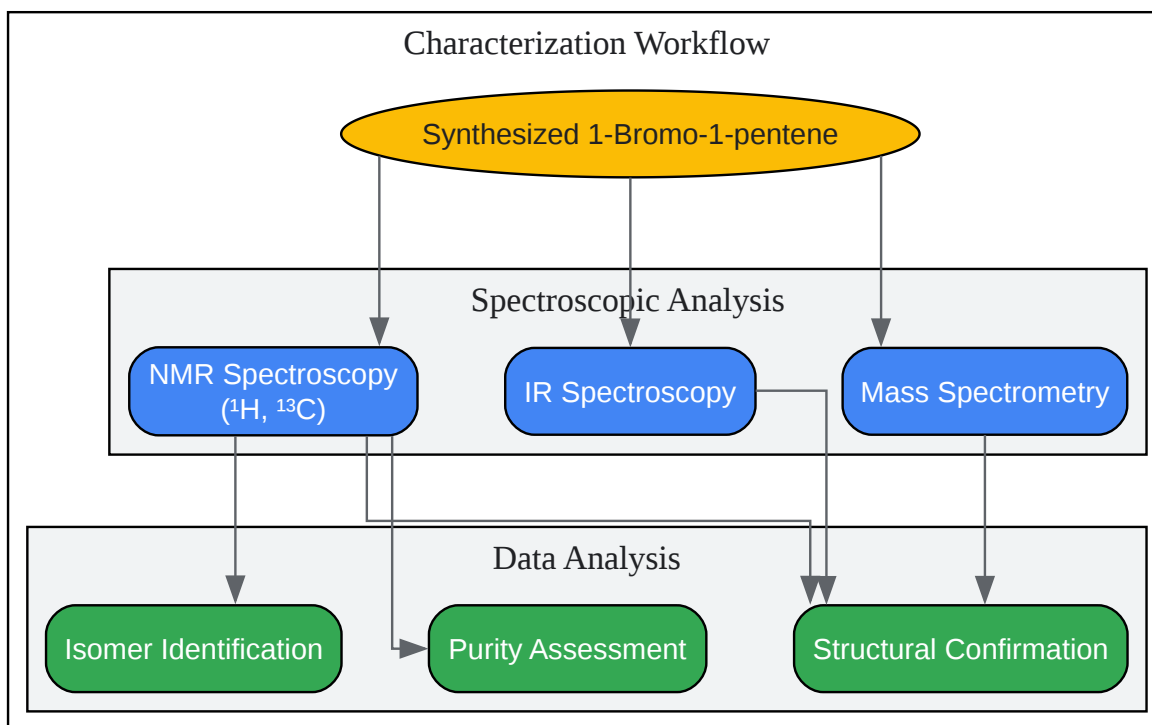 Characterization Workflow
Synthesized 1-Bromo-1-pentene
Spectroscopic Analysis
NMR Spectroscopy
(¹H, ¹³C)
IR Spectroscopy
Mass Spectrometry
Data Analysis
Isomer Identification
Purity Assessment
Structural Confirmation